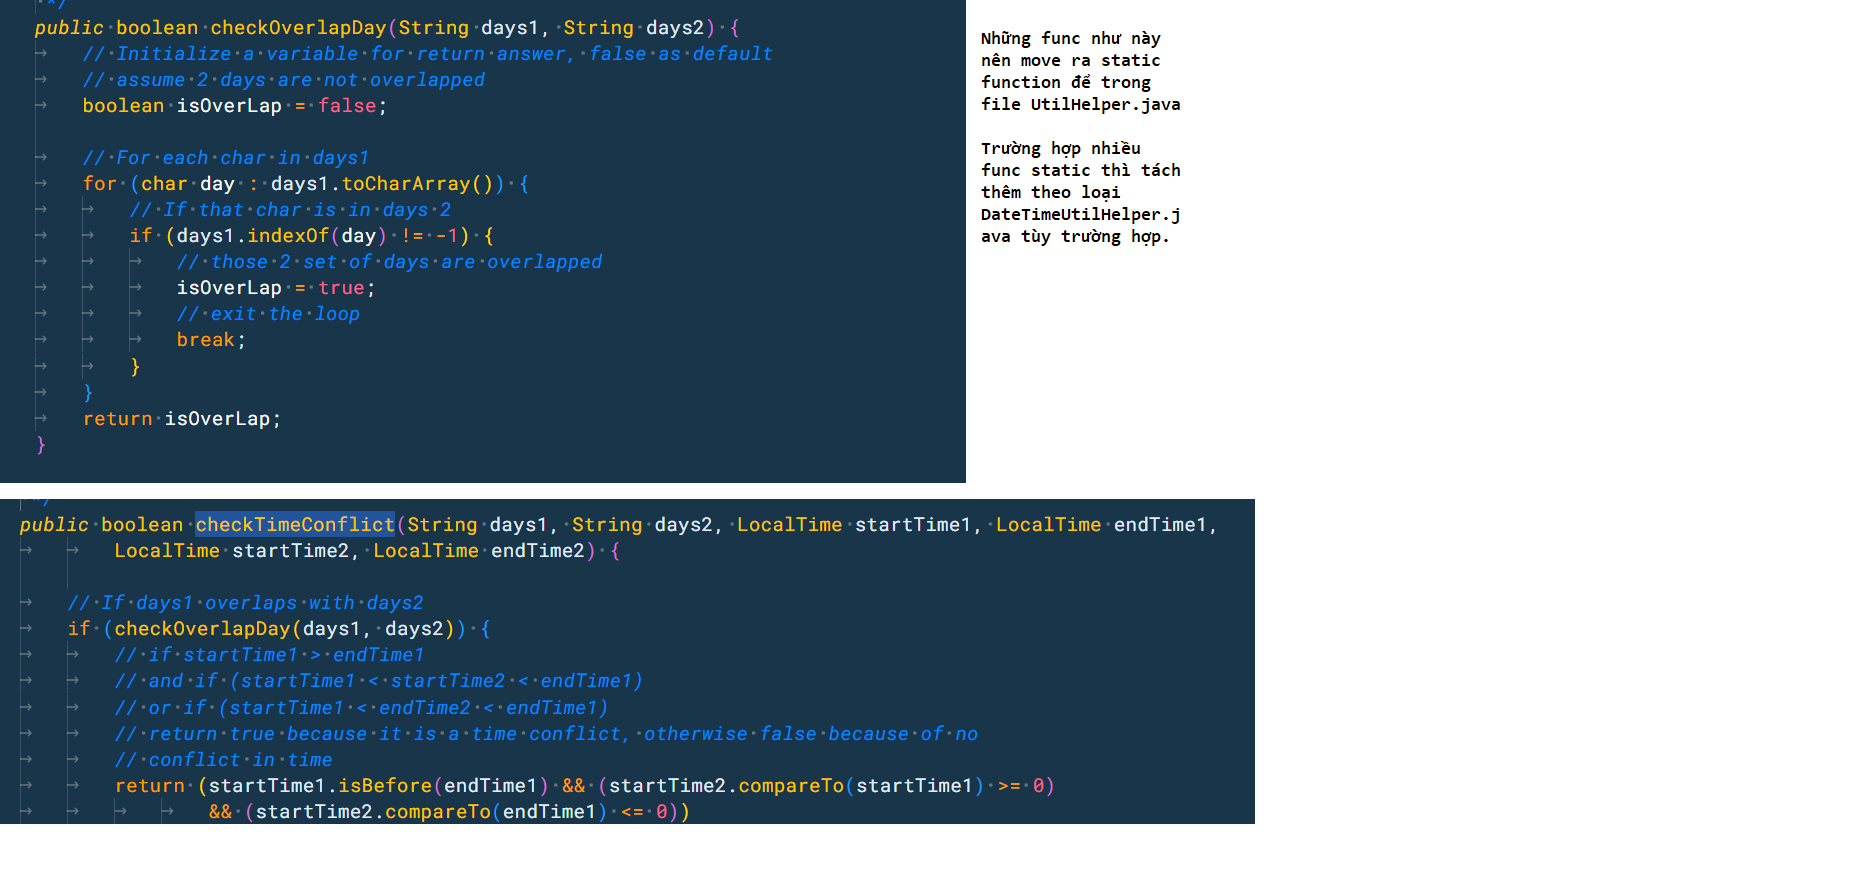 */
public boolean checkOverlapDay(String days1, String days2) {
// Initialize a variable for return answer, false as default
// assume 2 days are not overlapped
boolean isOverLap = false;
// For each char in days1
for (char day : days1.toCharArray()) {
// If that char is in days 2
if (days1.indexOf(day) != -1) {
// those 2 set of days are overlapped
isOverLap = true;
// exit the loop
break;
}
}
return isOverLap;
}
Những func như này
nên move ra static
function để trong
file UtilHelper.java
Trường hợp nhiều
func static thì tách
thêm theo loại
DateTimeUtilHelper.j
ava tùy trường hợp.
*/
public boolean checkTimeConflict(String days1, String days2, LocalTime startTime1, LocalTime endTime1,
LocalTime startTime2, LocalTime endTime2) {
// If days1 overlaps with days2
if (checkOverlapDay(days1, days2)) {
// if startTime1 > endTime1
// and if (startTime1 < startTime2 < endTime1)
// or if (startTime1 < endTime2 < endTime1)
// return true because it is a time conflict, otherwise false because of no
// conflict in time
return (startTime1.isBefore(endTime1) && (startTime2.compareTo(startTime1) >= 0)
&& (startTime2.compareTo(endTime1) <= 0))